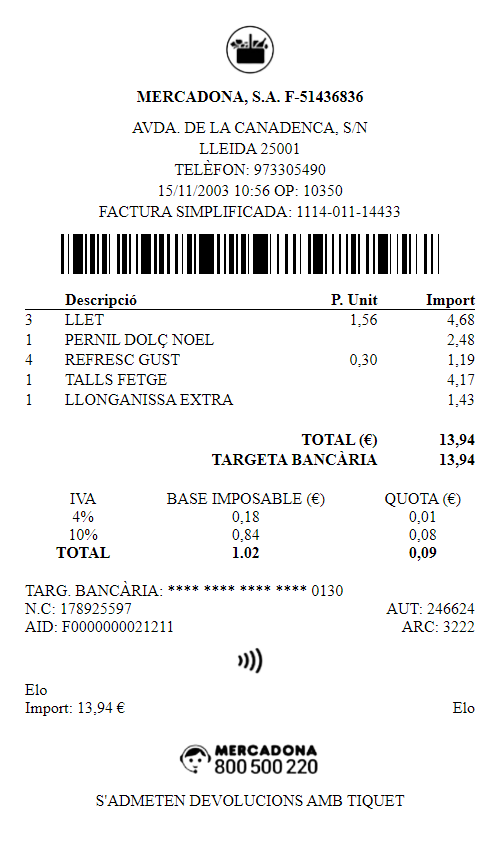 MERCADONA, S.A. F-51436836
AVDA. DE LA CANADENCA, S/N
LLEIDA 25001
TELÈFON: 973305490
15/11/2003 10:56 OP: 10350
FACTURA SIMPLIFICADA: 1114-011-14433
Descripció P. Unit Import
3 LLET 1,56 4,68
1 PERNIL DOLÇ NOEL 2,48
4 REFRESC GUST 0,30 1,19
1 TALLS FETGE 4,17
1 LLONGANISSA EXTRA 1,43
TOTAL (€) 13,94
TARGETA BANCÀRIA 13,94
IVA BASE IMPOSABLE (€) QUOTA (€)
4% 0,18 0,01
10% 0,84 0,08
TOTAL 1.02 0,09
TARG. BANCÀRIA: **** **** **** **** 0130
N.C: 178925597 AUT: 246624
AID: F0000000021211 ARC: 3222
Elo
Import: 13,94 € Elo
MERCADONA
800 500 220
S'ADMETEN DEVOLUCIONS AMB TIQUET